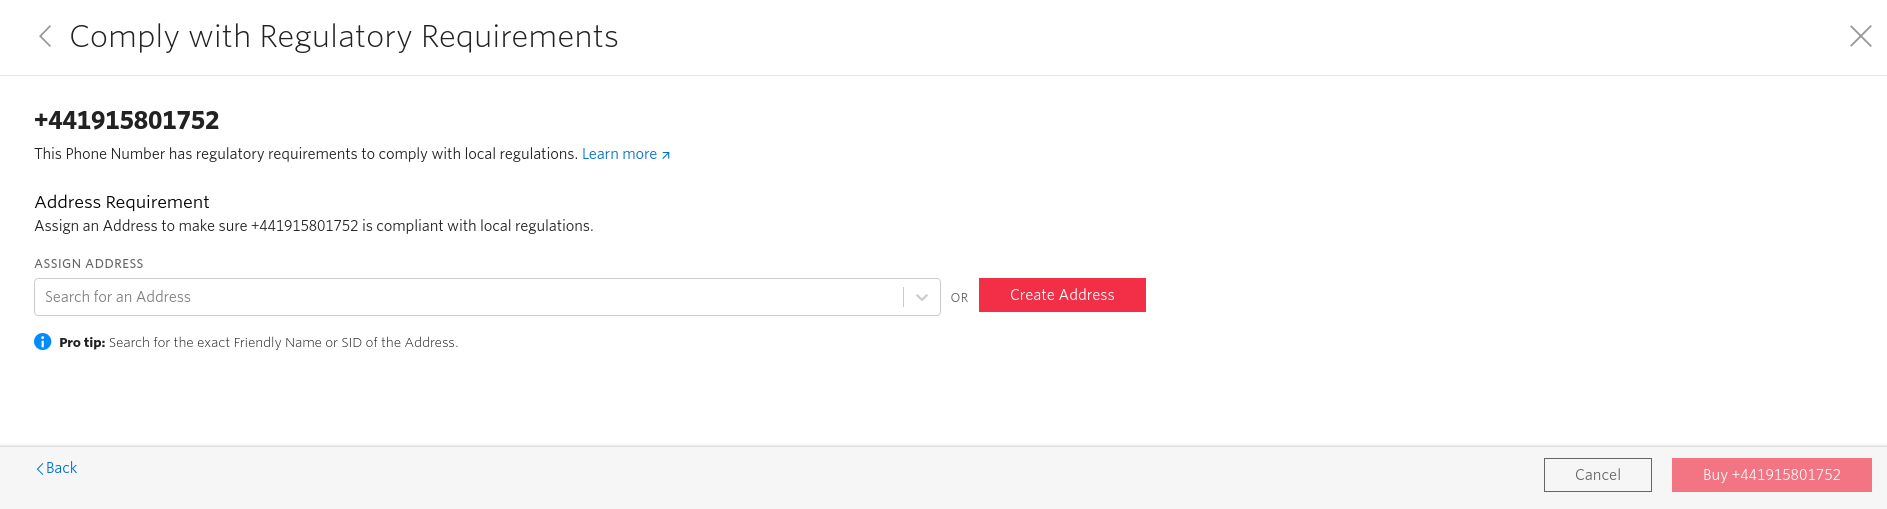 Comply with Regulatory Requirements
+441915801752
This Phone Number has regulatory requirements to comply with local regulations. Learn more
Address Requirement
Assign an Address to make sure +441915801752 is compliant with local regulations.
ASSIGN ADDRESS
Search for an Address
OR
Create Address
Pro tip: Search for the exact Friendly Name or SID of the Address.
Back
Cancel
Buy +441915801752